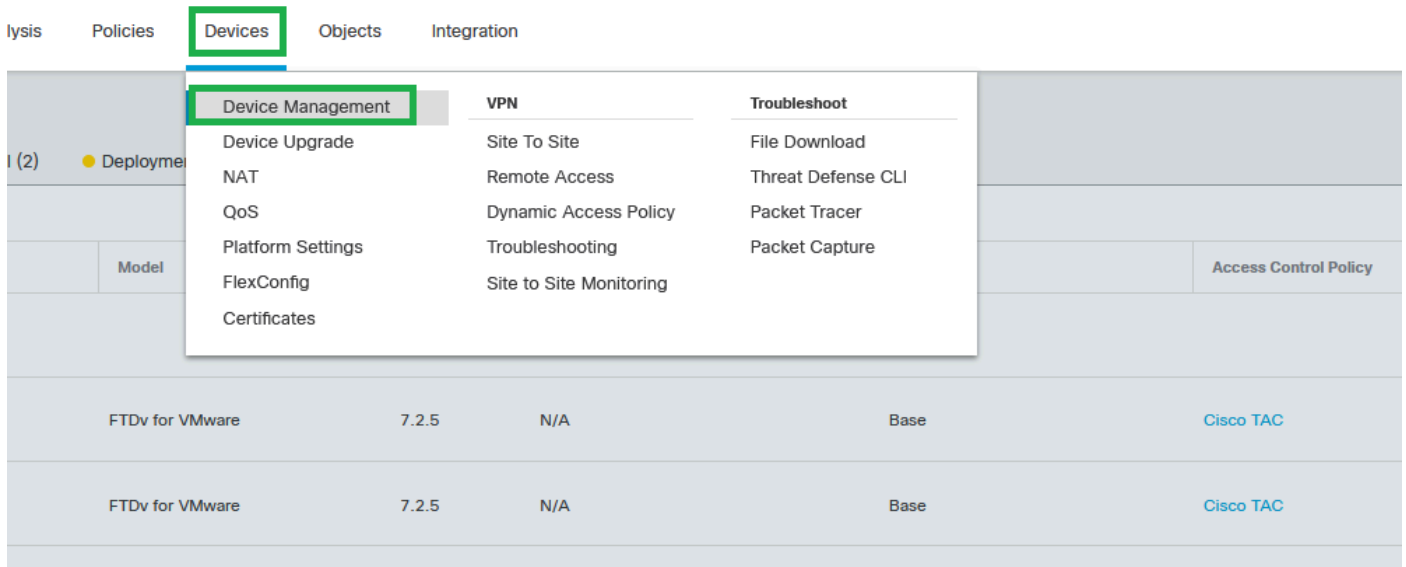 lysis Policies Devices Objects Integration
Device Management
Device Upgrade
NAT
QoS
Platform Settings
FlexConfig
Certificates
VPN
Site To Site
Remote Access
Dynamic Access Policy
Troubleshooting
Site to Site Monitoring
Troubleshoot
File Download
Threat Defense CLI
Packet Tracer
Packet Capture
l (2) Deployme
Model Access Control Policy
FTDv for VMware 7.2.5 N/A Base Cisco TAC
FTDv for VMware 7.2.5 N/A Base Cisco TAC